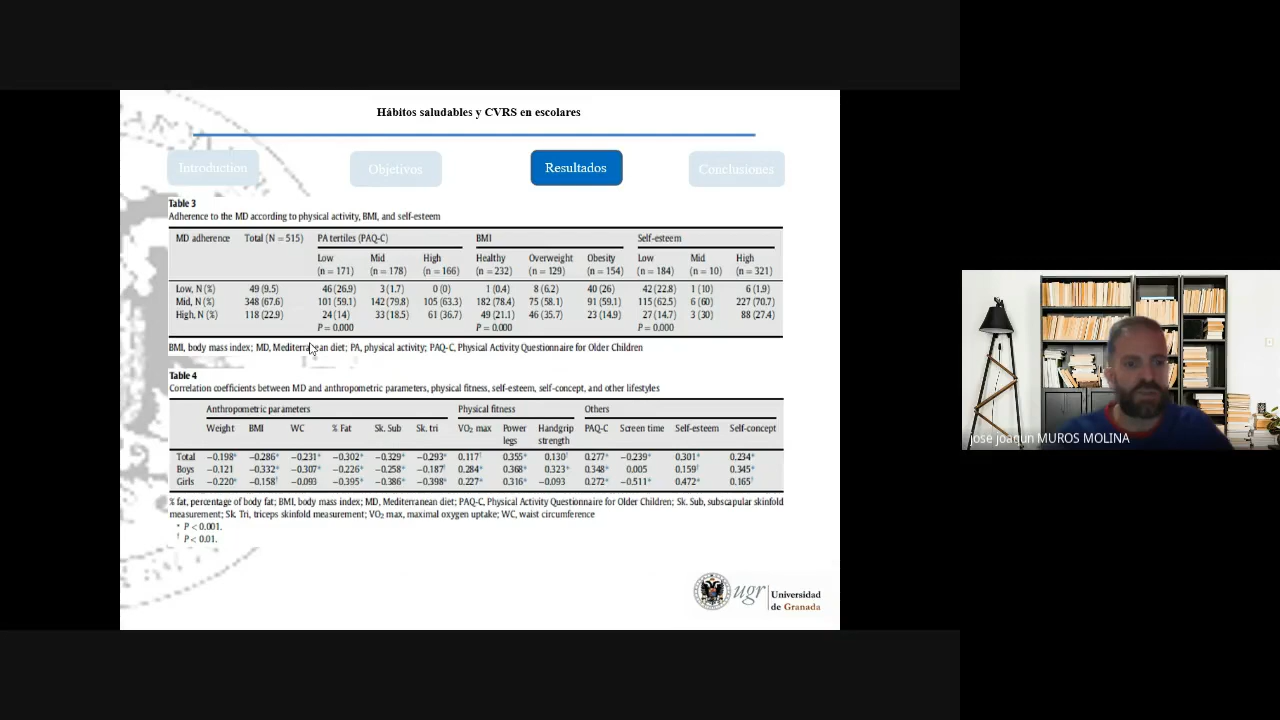 Hábitos saludables y CVRS en escolares
Introduction Objetivos Resultados Conclusiones
Table 3
Adherence to the MD according to physical activity, BMI, and self-esteem
MD adherence Total (N = 515) PA tertiles (PAQ-C) BMI Self-esteem
Low Mid High Healthy Overweight Obesity Low Mid High
(n = 171) (n = 178) (n = 166) (n = 232) (n = 129) (n = 154) (n = 184) (n = 10) (n = 321)
Low, N (%) 49 (9.5) 46 (26.9) 3 (1.7) 0 (0) 1 (0.4) 8 (6.2) 40 (26) 42 (22.8) 1 (10) 6 (1.9)
Mid, N (%) 348 (67.6) 101 (59.1) 142 (79.8) 105 (63.3) 182 (78.4) 75 (58.1) 91 (59.1) 115 (62.5) 6 (60) 227 (70.7)
High, N (%) 118 (22.9) 24 (14) 33 (18.5) 61 (36.7) 49 (21.1) 46 (35.7) 23 (14.9) 27 (14.7) 3 (30) 88 (27.4)
P = 0.000 P = 0.000 P = 0.000
BMI, body mass index; MD, Mediterranean diet; PA, physical activity; PAQ-C, Physical Activity Questionnaire for Older Children
Table 4
Correlation coefficients between MD and anthropometric parameters, physical fitness, self-esteem, self-concept, and other lifestyles
Anthropometric parameters Physical fitness Others
Weight BMI WC % Fat Sk. Sub Sk. tri VO₂ max Power Handgrip PAQ-C Screen time Self-esteem Self-concept
legs strength
Total −0.198* −0.286* −0.231* −0.302* −0.329* −0.293* 0.117† 0.355* 0.130† 0.277* −0.239* 0.301* 0.234*
Boys −0.121 −0.332* −0.307* −0.226* −0.258* −0.187† 0.284* 0.368* 0.323* 0.348* 0.005 0.159† 0.345*
Girls −0.220* −0.158† −0.093 −0.395* −0.386* −0.398* 0.227* 0.316* −0.093 0.272* −0.511* 0.472* 0.165†
% fat, percentage of body fat; BMI, body mass index; MD, Mediterranean diet; PAQ-C, Physical Activity Questionnaire for Older Children; Sk. Sub, subscapular skinfold
measurement; Sk. Tri, triceps skinfold measurement; VO₂ max, maximal oxygen uptake; WC, waist circumference
* P < 0.001.
† P < 0.01.
ugr Universidad
de Granada
jose joaqun MUROS MOLINA